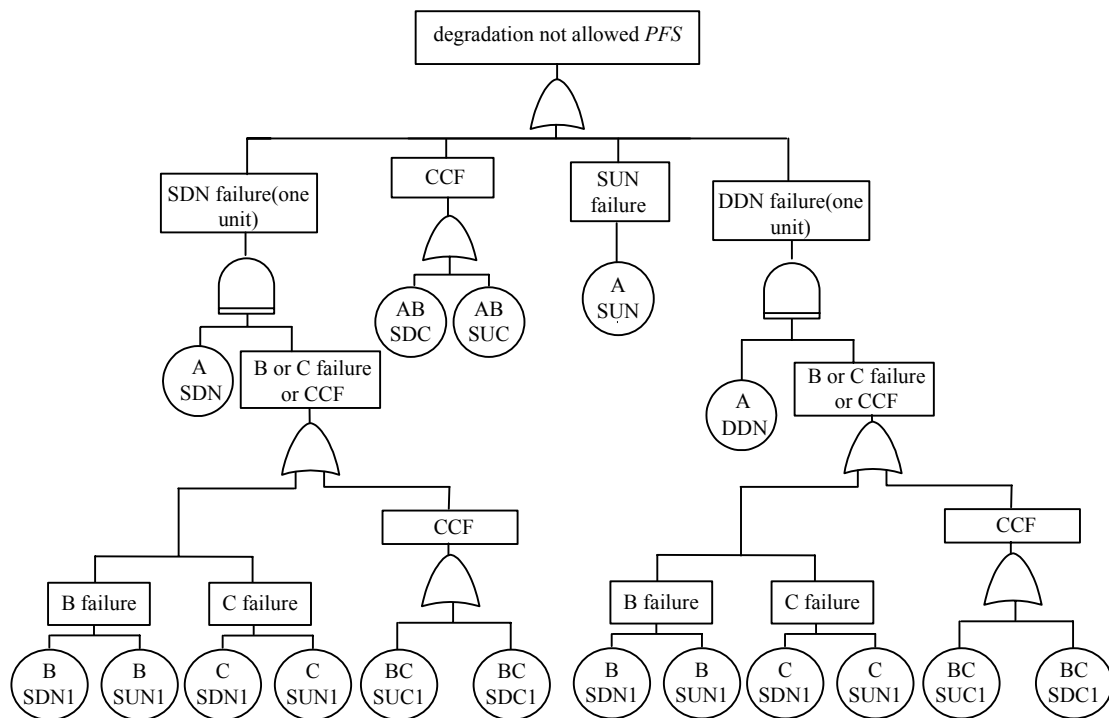 degradation not allowed PFS
SDN failure(one
unit)
CCF
SUN
failure
DDN failure(one
unit)
AB
SDC
AB
SUC
A
SUN
A
SDN
B or C failure
or CCF
A
DDN
B or C failure
or CCF
CCF
CCF
B failure
C failure
B failure
C failure
B
SDN1
B
SUN1
C
SDN1
C
SUN1
BC
SUC1
BC
SDC1
B
SDN1
B
SUN1
C
SDN1
C
SUN1
BC
SUC1
BC
SDC1